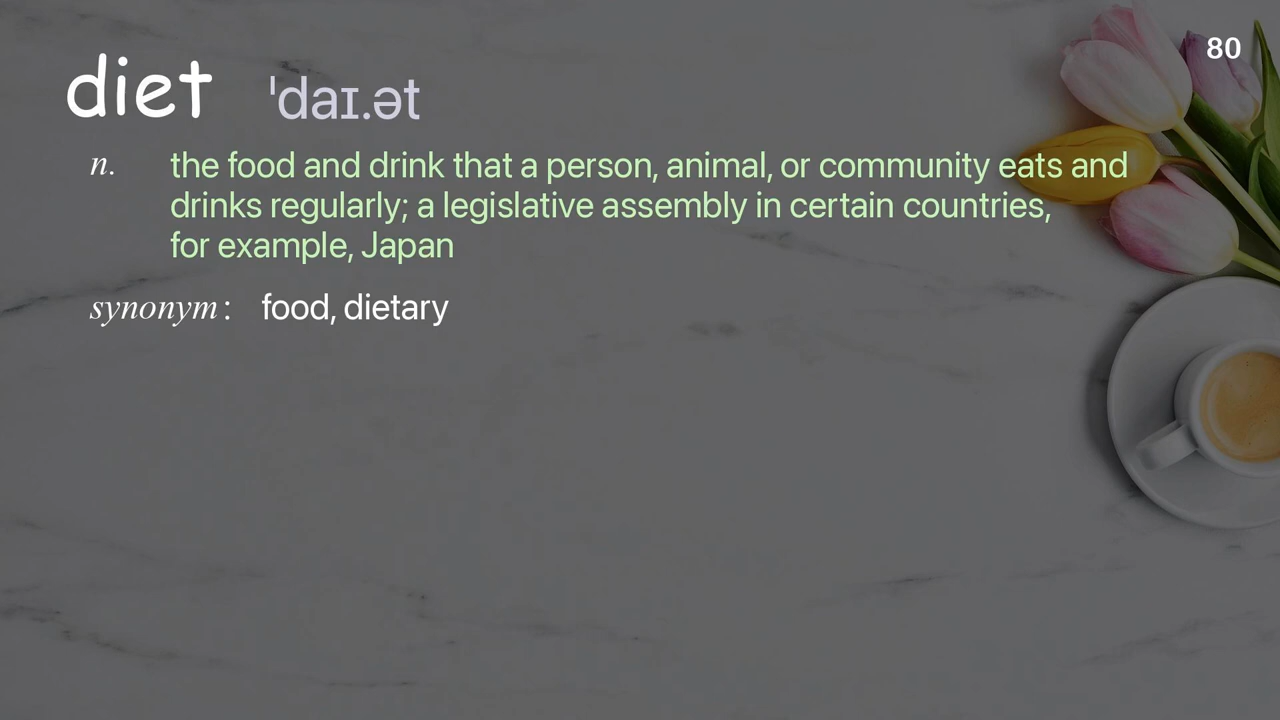 80
diet ˈdaɪ.ət
n. the food and drink that a person, animal, or community eats and
drinks regularly; a legislative assembly in certain countries,
for example, Japan
synonym : food, dietary